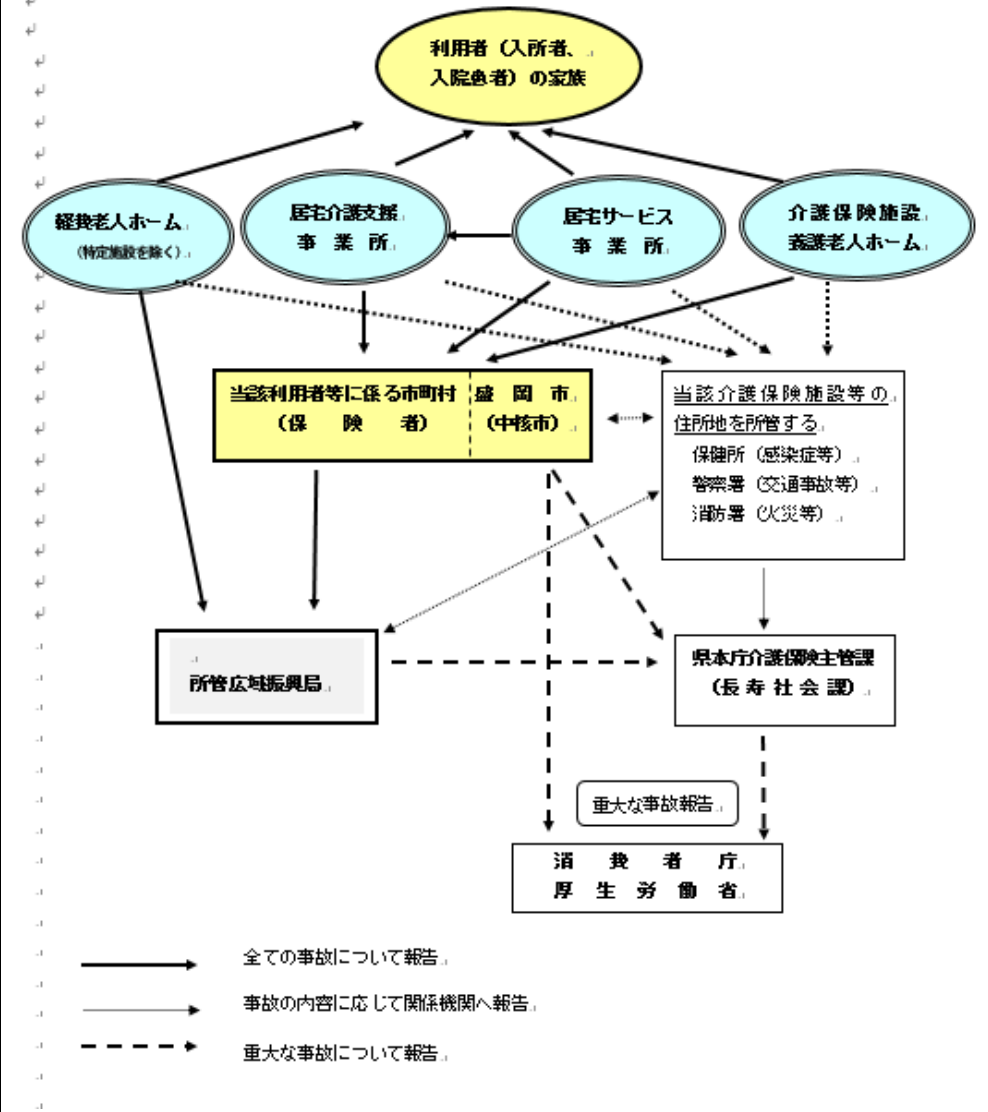 利用者（入所者、
入院患者）の家族
軽費老人ホーム
（特定施設を除く）
居宅介護支援
事 業 所
居宅サービス
事 業 所
介護保険施設
養護老人ホーム
当該利用者等に係る市町村
（保 険 者）
盛 岡 市
（中核市）
当該介護保険施設等の
住所地を所管する
保健所（感染症等）
警察署（交通事故等）
消防署（火災等）
所管広域振興局
県本庁介護保険主管課
（長 寿 社 会 課）
重大な事故報告
消 費 者 庁
厚 生 労 働 省
全ての事故について報告
事故の内容に応じて関係機関へ報告
重大な事故について報告